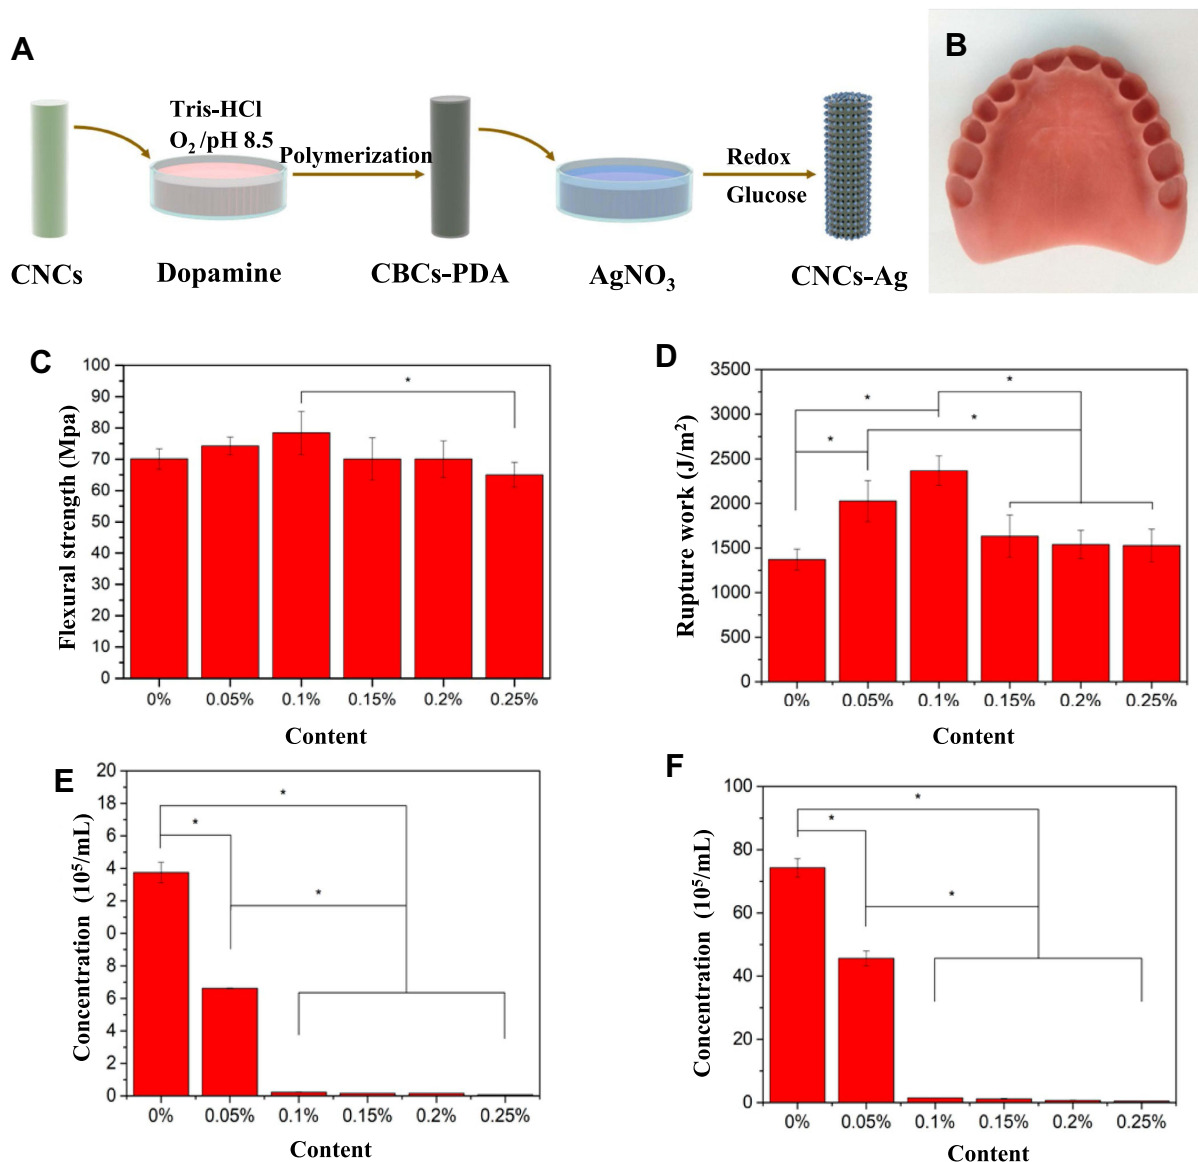 A
B
Tris-HCl
O2 /pH 8.5
Polymerization
Redox
Glucose
CNCs
Dopamine
CBCs-PDA
AgNO3
CNCs-Ag
C
Flexural strength (Mpa)
100
90
80
70
60
50
40
30
20
10
0
*
0% 0.05% 0.1% 0.15% 0.2% 0.25%
Content
D
Rupture work (J/m2)
3500
3000
2500
2000
1500
1000
500
0
*
*
*
*
0% 0.05% 0.1% 0.15% 0.2% 0.25%
Content
E
Concentration (105/mL)
20
8
6
4
2
0
8
6
4
2
0
*
*
*
0% 0.05% 0.1% 0.15% 0.2% 0.25%
Content
F
Concentration (105/mL)
100
80
60
40
20
0
*
*
*
0% 0.05% 0.1% 0.15% 0.2% 0.25%
Content